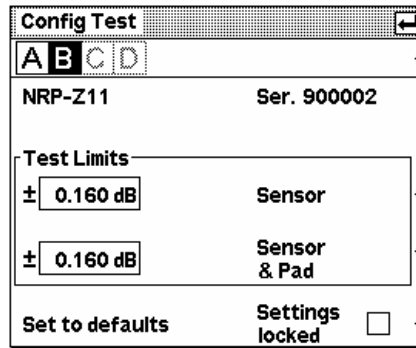 Config Test
A B C D
NRP-Z11 Ser. 900002
Test Limits
± 0.160 dB Sensor
± 0.160 dB Sensor
& Pad
Set to defaults Settings
locked